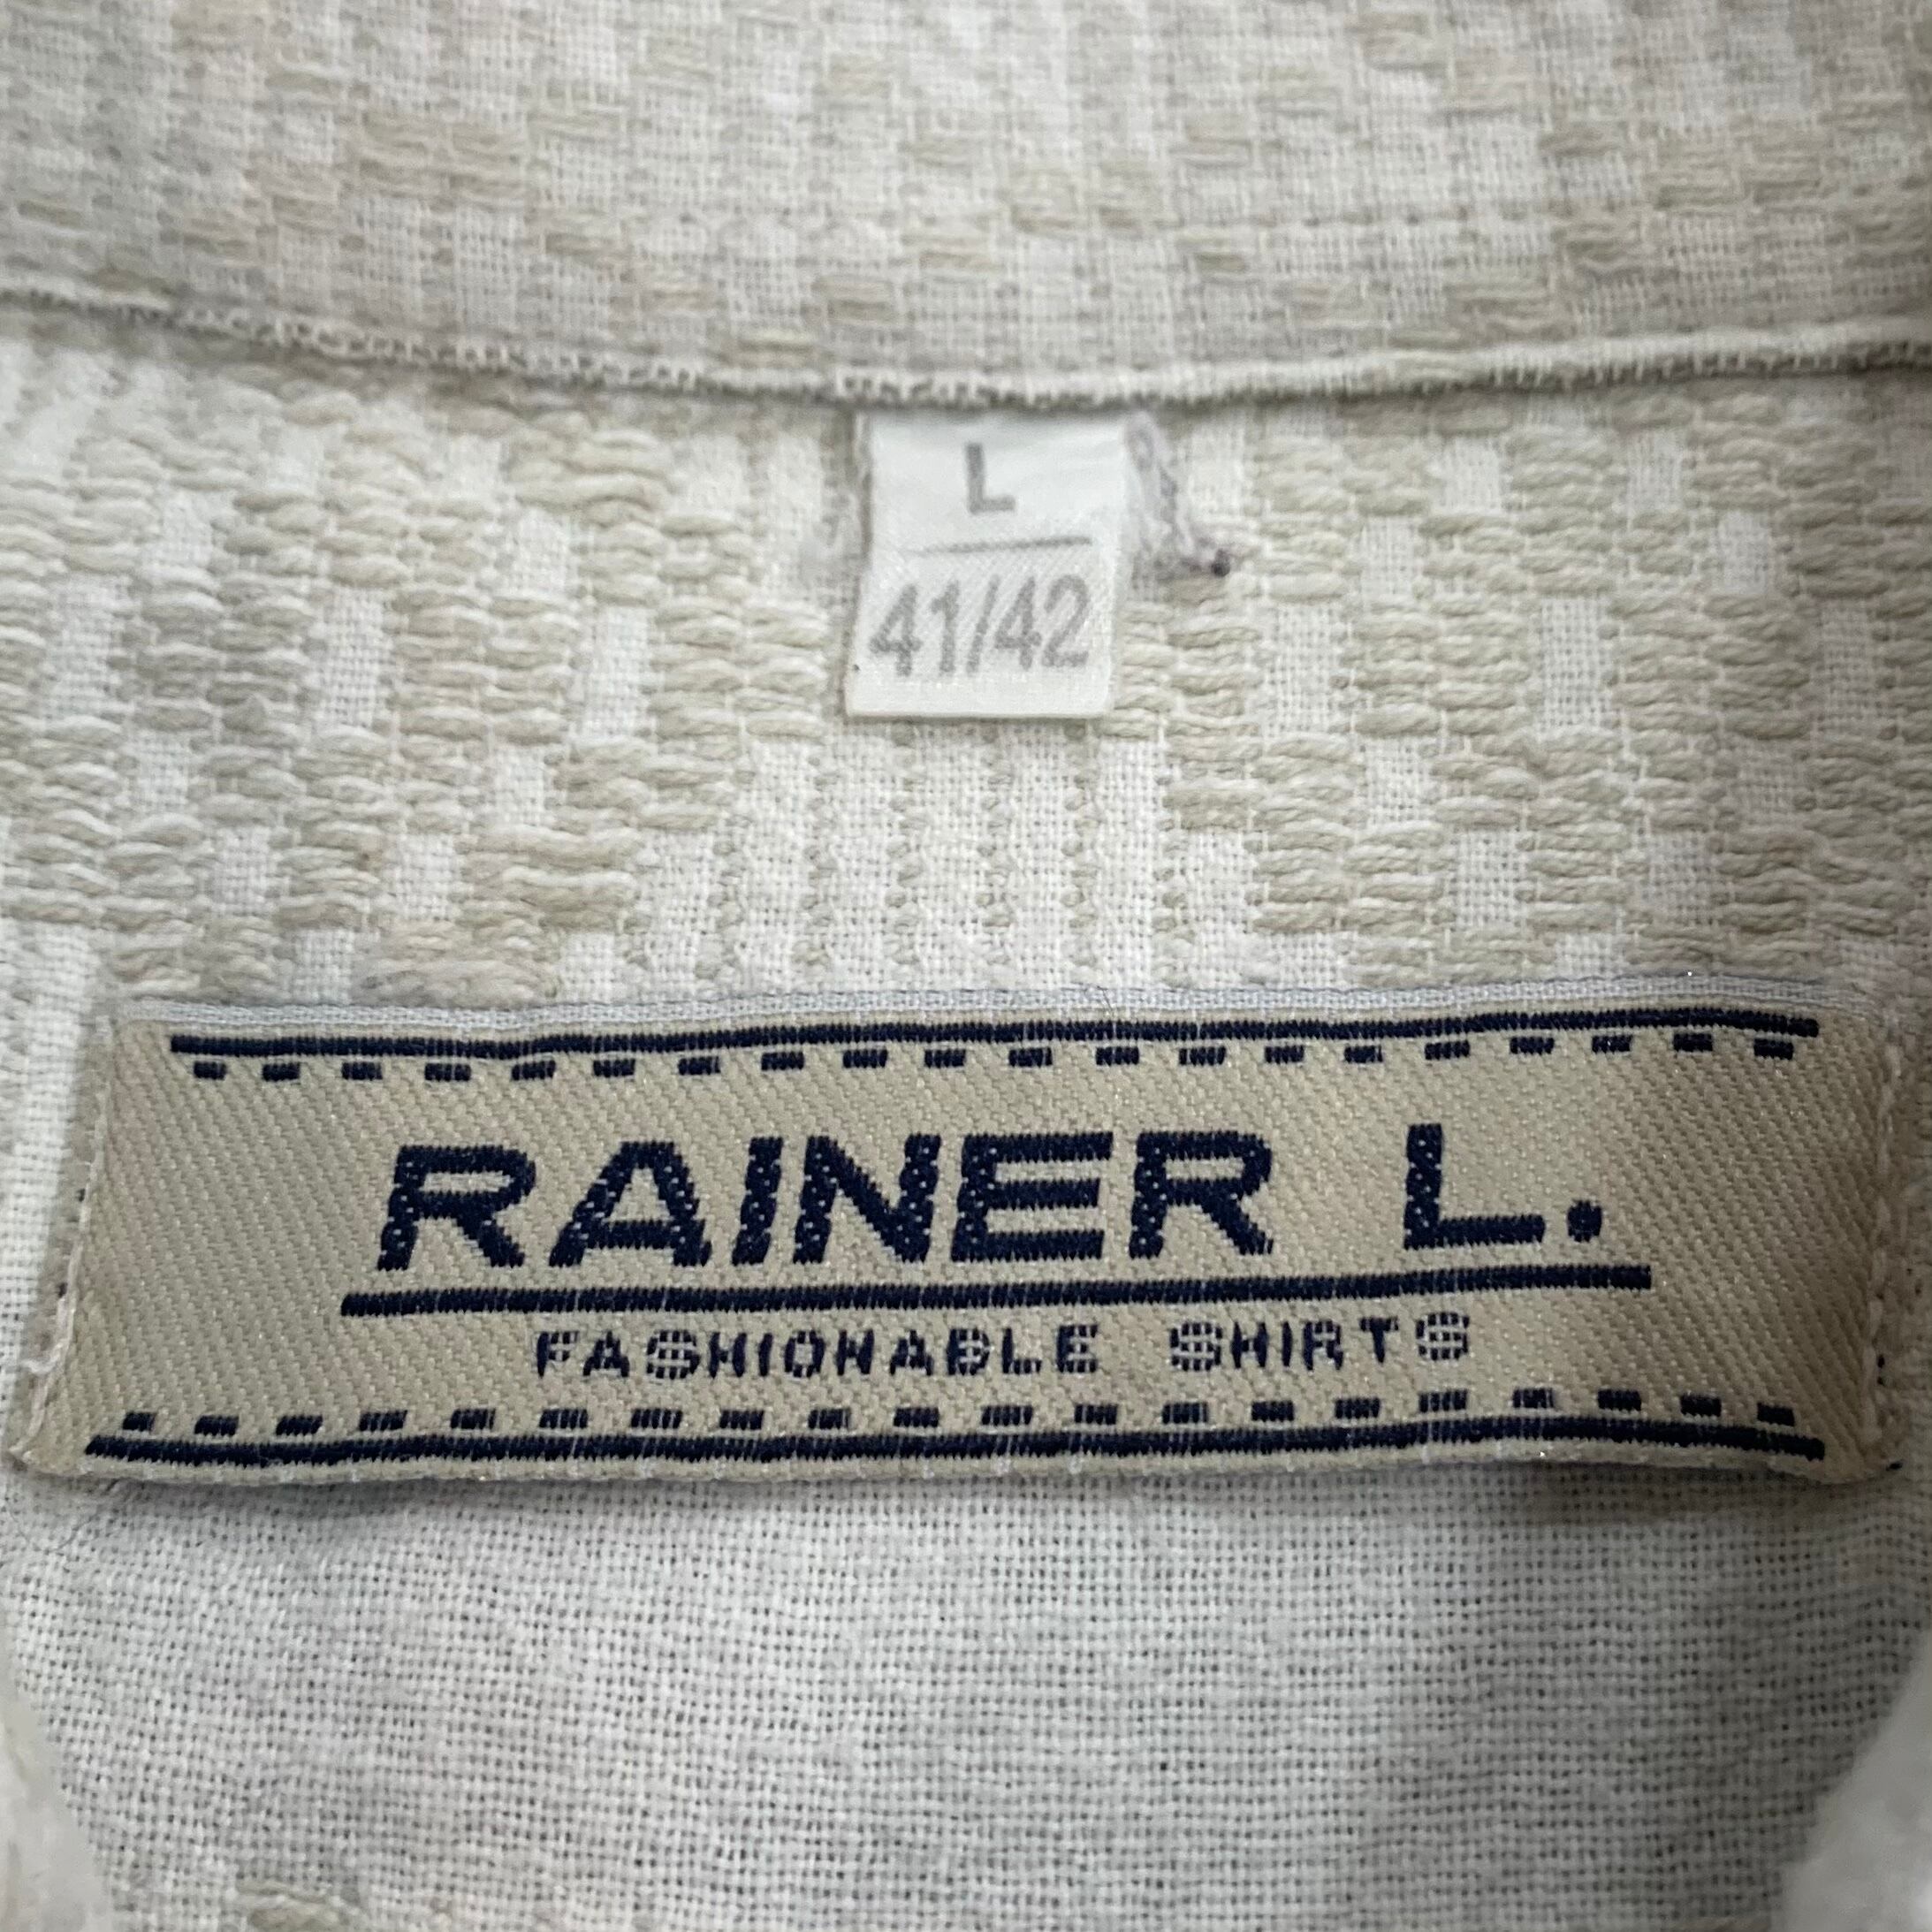 L
41/42
RAINER L.
FASHIONABLE SHIRTS